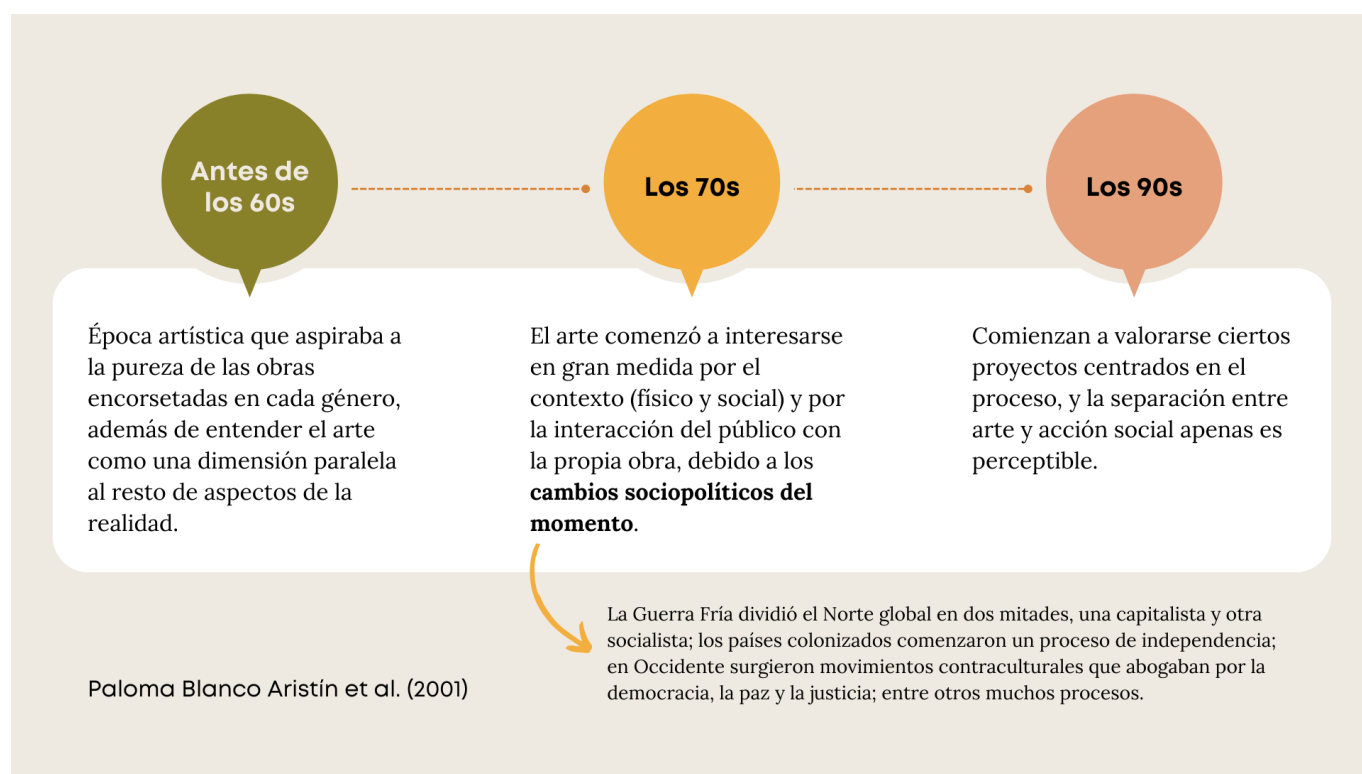 Antes de
los 60s
Los 70s
Los 90s
Época artística que aspiraba a
la pureza de las obras
encorsetadas en cada género,
además de entender el arte
como una dimensión paralela
al resto de aspectos de la
realidad.
El arte comenzó a interesarse
en gran medida por el
contexto (físico y social) y por
la interacción del público con
la propia obra, debido a los
cambios sociopolíticos del
momento.
Comienzan a valorarse ciertos
proyectos centrados en el
proceso, y la separación entre
arte y acción social apenas es
perceptible.
La Guerra Fría dividió el Norte global en dos mitades, una capitalista y otra
socialista; los países colonizados comenzaron un proceso de independencia;
en Occidente surgieron movimientos contraculturales que abogaban por la
democracia, la paz y la justicia; entre otros muchos procesos.
Paloma Blanco Aristín et al. (2001)